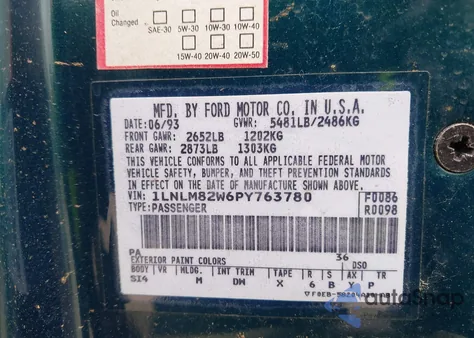 Oil
Changed
SAE-30 5W-30 10W-30 10W-40
15W-40 20W-40 20W-50
MFD. BY FORD MOTOR CO. IN U.S.A.
DATE: 06/93 GVWR: 5481LB/2486KG
FRONT GAWR: 2652LB 1202KG
REAR GAWR: 2873LB 1303KG
THIS VEHICLE CONFORMS TO ALL APPLICABLE FEDERAL MOTOR
VEHICLE SAFETY, BUMPER, AND THEFT PREVENTION STANDARDS
IN EFFECT ON THE DATE OF MANUFACTURE SHOWN ABOVE.
VIN: 1LNLM82W6PY763780 F0086
TYPE: PASSENGER R0098
PA 36
EXTERIOR PAINT COLORS DSO
BODY VR MLDG. INT TRIM TAPE R S AX TR
SI4 M DW X 6 B Y P
AutoSnap